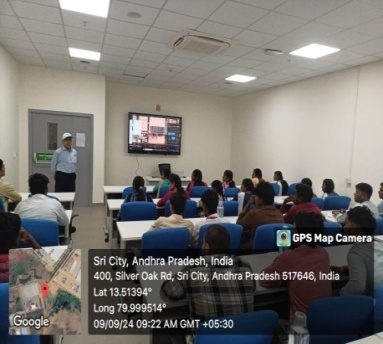 GPS Map Camera
Sri City, Andhra Pradesh, India
400, Silver Oak Rd, Sri City, Andhra Pradesh 517646, India
Lat 13.51394°
Long 79.999514°
09/09/24 09:22 AM GMT +05:30
Google